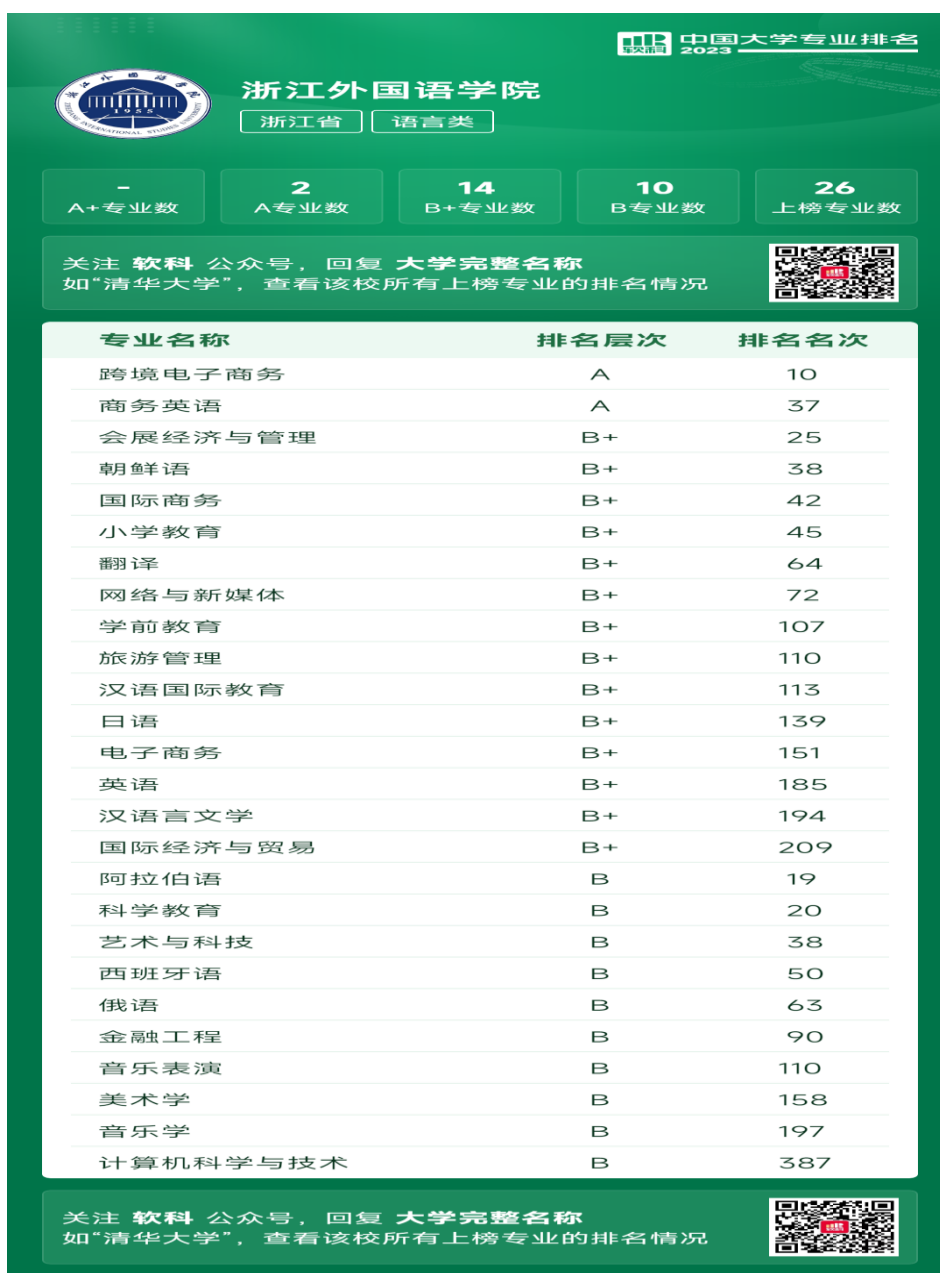 软科 中国大学专业排名
2023
浙江外国语学院
浙江省 语言类
ZHEJIANG INTERNATIONAL STUDIES UNIVERSITY
1955
- 2 14 10 26
A+专业数 A专业数 B+专业数 B专业数 上榜专业数
关注 软科 公众号，回复 大学完整名称
如“清华大学”，查看该校所有上榜专业的排名情况
专业名称 排名层次 排名名次
跨境电子商务 A 10
商务英语 A 37
会展经济与管理 B+ 25
朝鲜语 B+ 38
国际商务 B+ 42
小学教育 B+ 45
翻译 B+ 64
网络与新媒体 B+ 72
学前教育 B+ 107
旅游管理 B+ 110
汉语国际教育 B+ 113
日语 B+ 139
电子商务 B+ 151
英语 B+ 185
汉语言文学 B+ 194
国际经济与贸易 B+ 209
阿拉伯语 B 19
科学教育 B 20
艺术与科技 B 38
西班牙语 B 50
俄语 B 63
金融工程 B 90
音乐表演 B 110
美术学 B 158
音乐学 B 197
计算机科学与技术 B 387
关注 软科 公众号，回复 大学完整名称
如“清华大学”，查看该校所有上榜专业的排名情况